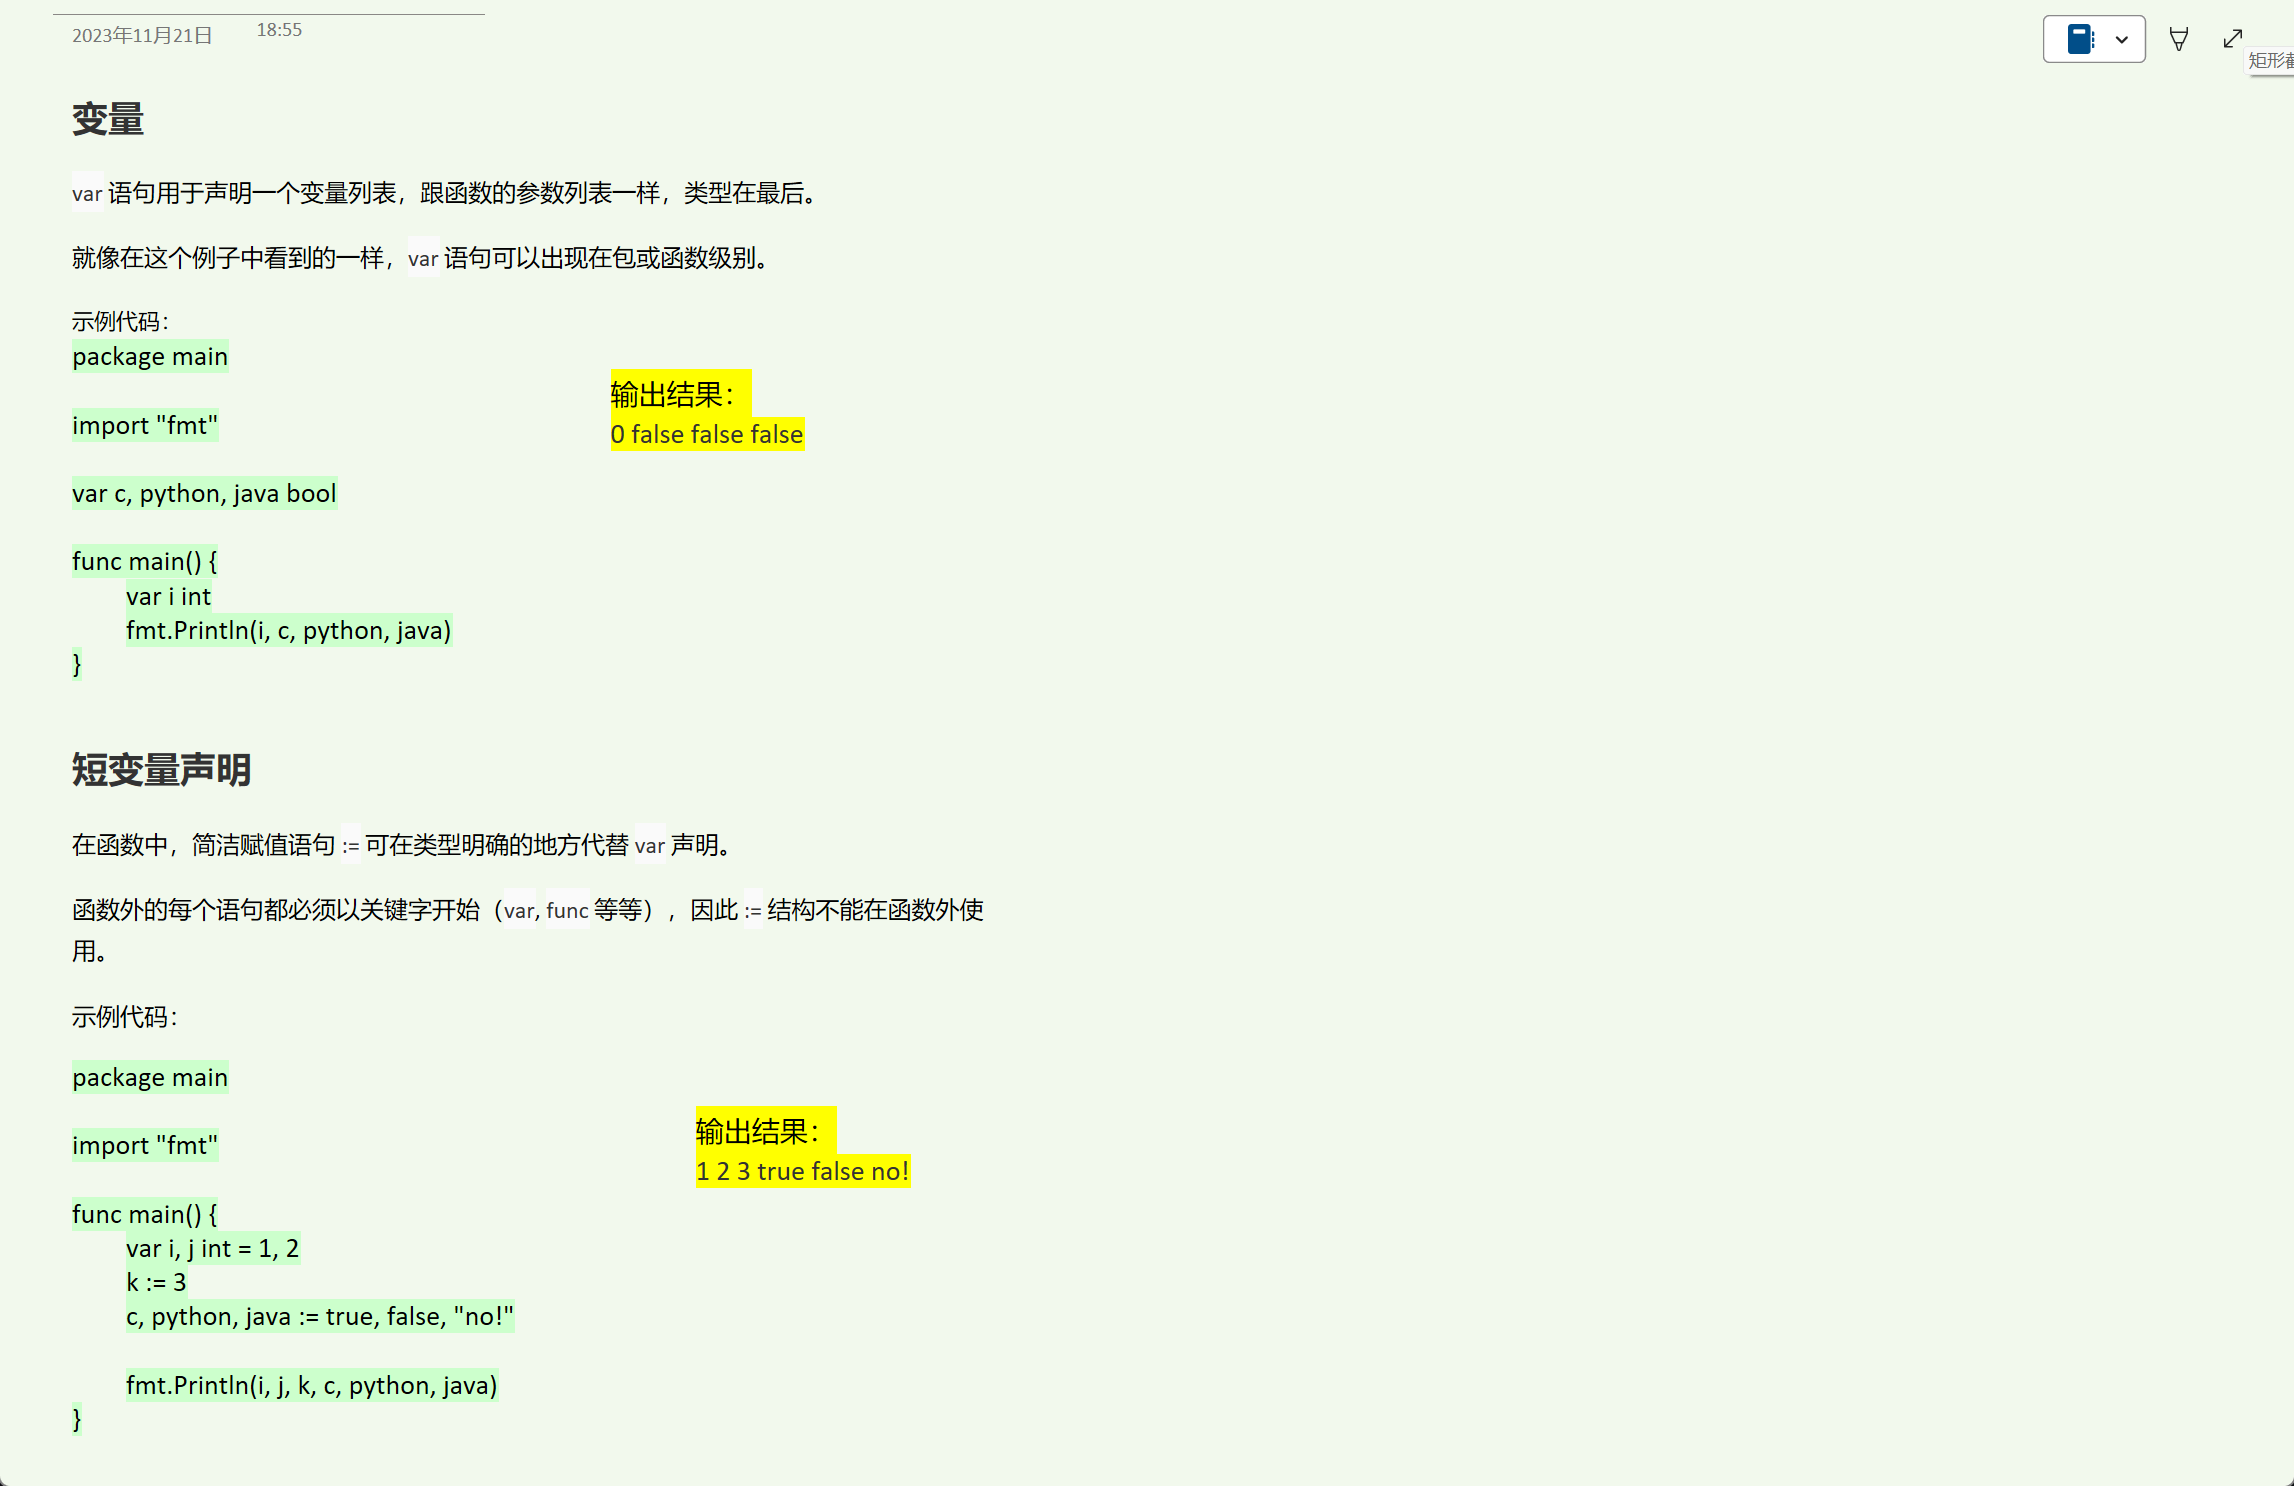 2023年11月21日 18:55
变量
var 语句用于声明一个变量列表，跟函数的参数列表一样，类型在最后。
就像在这个例子中看到的一样，var 语句可以出现在包或函数级别。
示例代码：
package main
import "fmt"
var c, python, java bool
func main() {
var i int
fmt.Println(i, c, python, java)
}
输出结果：
0 false false false
短变量声明
在函数中，简洁赋值语句 := 可在类型明确的地方代替 var 声明。
函数外的每个语句都必须以关键字开始（var, func 等等），因此 := 结构不能在函数外使
用。
示例代码：
package main
import "fmt"
func main() {
var i, j int = 1, 2
k := 3
c, python, java := true, false, "no!"
fmt.Println(i, j, k, c, python, java)
}
输出结果：
1 2 3 true false no!
矩形